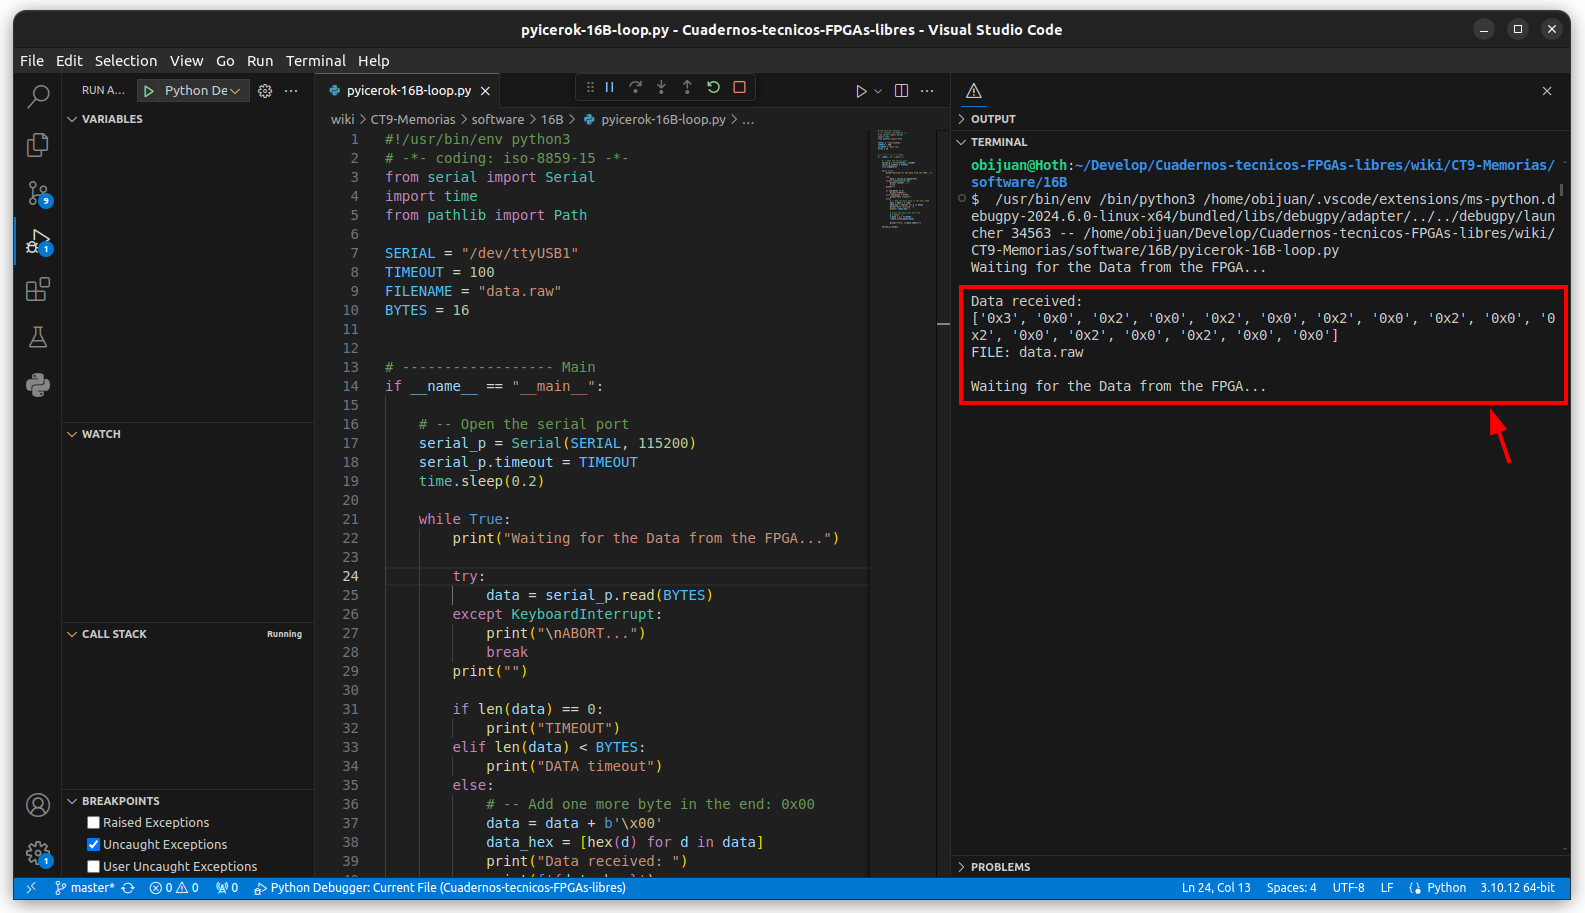 pyicerok-16B-loop.py - Cuadernos-tecnicos-FPGAs-libres - Visual Studio Code
File Edit Selection View Go Run Terminal Help
RUN A... Python De
pyicerok-16B-loop.py
VARIABLES
WATCH
CALL STACK Running
BREAKPOINTS
Raised Exceptions
Uncaught Exceptions
User Uncaught Exceptions
9
1
1
wiki > CT9-Memorias > software > 16B > pyicerok-16B-loop.py > ...
1 #!/usr/bin/env python3
2 # -*- coding: iso-8859-15 -*-
3 from serial import Serial
4 import time
5 from pathlib import Path
6
7 SERIAL = "/dev/ttyUSB1"
8 TIMEOUT = 100
9 FILENAME = "data.raw"
10 BYTES = 16
11
12
13 # ------------------ Main
14 if __name__ == "__main__":
15
16 # -- Open the serial port
17 serial_p = Serial(SERIAL, 115200)
18 serial_p.timeout = TIMEOUT
19 time.sleep(0.2)
20
21 while True:
22 print("Waiting for the Data from the FPGA...")
23
24 try:
25 data = serial_p.read(BYTES)
26 except KeyboardInterrupt:
27 print("\nABORT...")
28 break
29 print("")
30
31 if len(data) == 0:
32 print("TIMEOUT")
33 elif len(data) < BYTES:
34 print("DATA timeout")
35 else:
36 # -- Add one more byte in the end: 0x00
37 data = data + b'\x00'
38 data_hex = [hex(d) for d in data]
39 print("Data received: ")
OUTPUT
TERMINAL
obijuan@Hoth:~/Develop/Cuadernos-tecnicos-FPGAs-libres/wiki/CT9-Memorias/
software/16B
$ /usr/bin/env /bin/python3 /home/obijuan/.vscode/extensions/ms-python.d
ebugpy-2024.6.0-linux-x64/bundled/libs/debugpy/adapter/../../debugpy/laun
cher 34563 -- /home/obijuan/Develop/Cuadernos-tecnicos-FPGAs-libres/wiki/
CT9-Memorias/software/16B/pyicerok-16B-loop.py
Waiting for the Data from the FPGA...
Data received:
['0x3', '0x0', '0x2', '0x0', '0x2', '0x0', '0x2', '0x0', '0x2', '0x0', '0
x2', '0x0', '0x2', '0x0', '0x2', '0x0', '0x0']
FILE: data.raw
Waiting for the Data from the FPGA...
PROBLEMS
master* 0 0 0 Python Debugger: Current File (Cuadernos-tecnicos-FPGAs-libres) Ln 24, Col 13 Spaces: 4 UTF-8 LF Python 3.10.12 64-bit